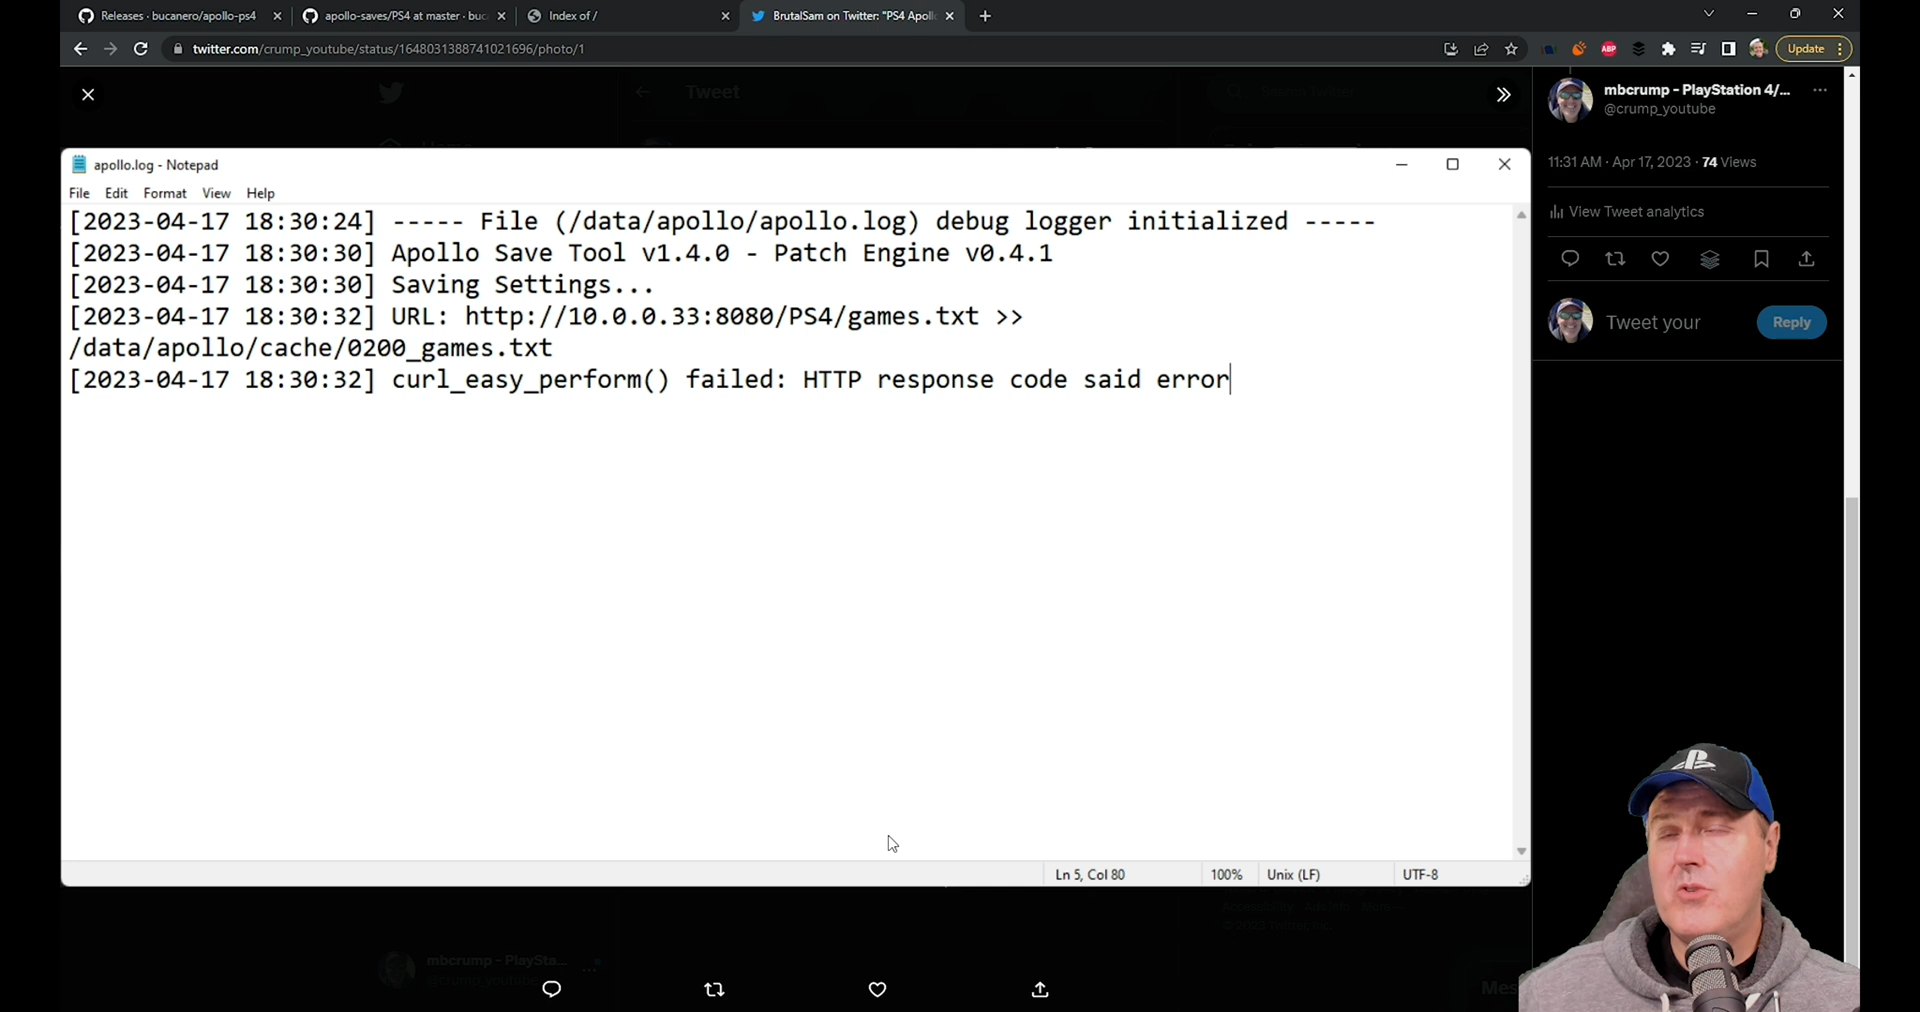 Releases · bucanero/apollo-ps4
apollo-saves/PS4 at master · buc
Index of /
BrutalSam on Twitter: "PS4 Apoll
twitter.com/crump_youtube/status/1648031388741021696/photo/1
ABP
Update
Tweet
mbcrump - PlayStation 4/...
@crump_youtube
11:31 AM · Apr 17, 2023 · 74 Views
View Tweet analytics
Tweet your
Reply
apollo.log - Notepad
File Edit Format View Help
[2023-04-17 18:30:24] ----- File (/data/apollo/apollo.log) debug logger initialized -----
[2023-04-17 18:30:30] Apollo Save Tool v1.4.0 - Patch Engine v0.4.1
[2023-04-17 18:30:30] Saving Settings...
[2023-04-17 18:30:32] URL: http://10.0.0.33:8080/PS4/games.txt >>
/data/apollo/cache/0200_games.txt
[2023-04-17 18:30:32] curl_easy_perform() failed: HTTP response code said error
Ln 5, Col 80
100%
Unix (LF)
UTF-8
mbcrump - PlaySta...
Mes